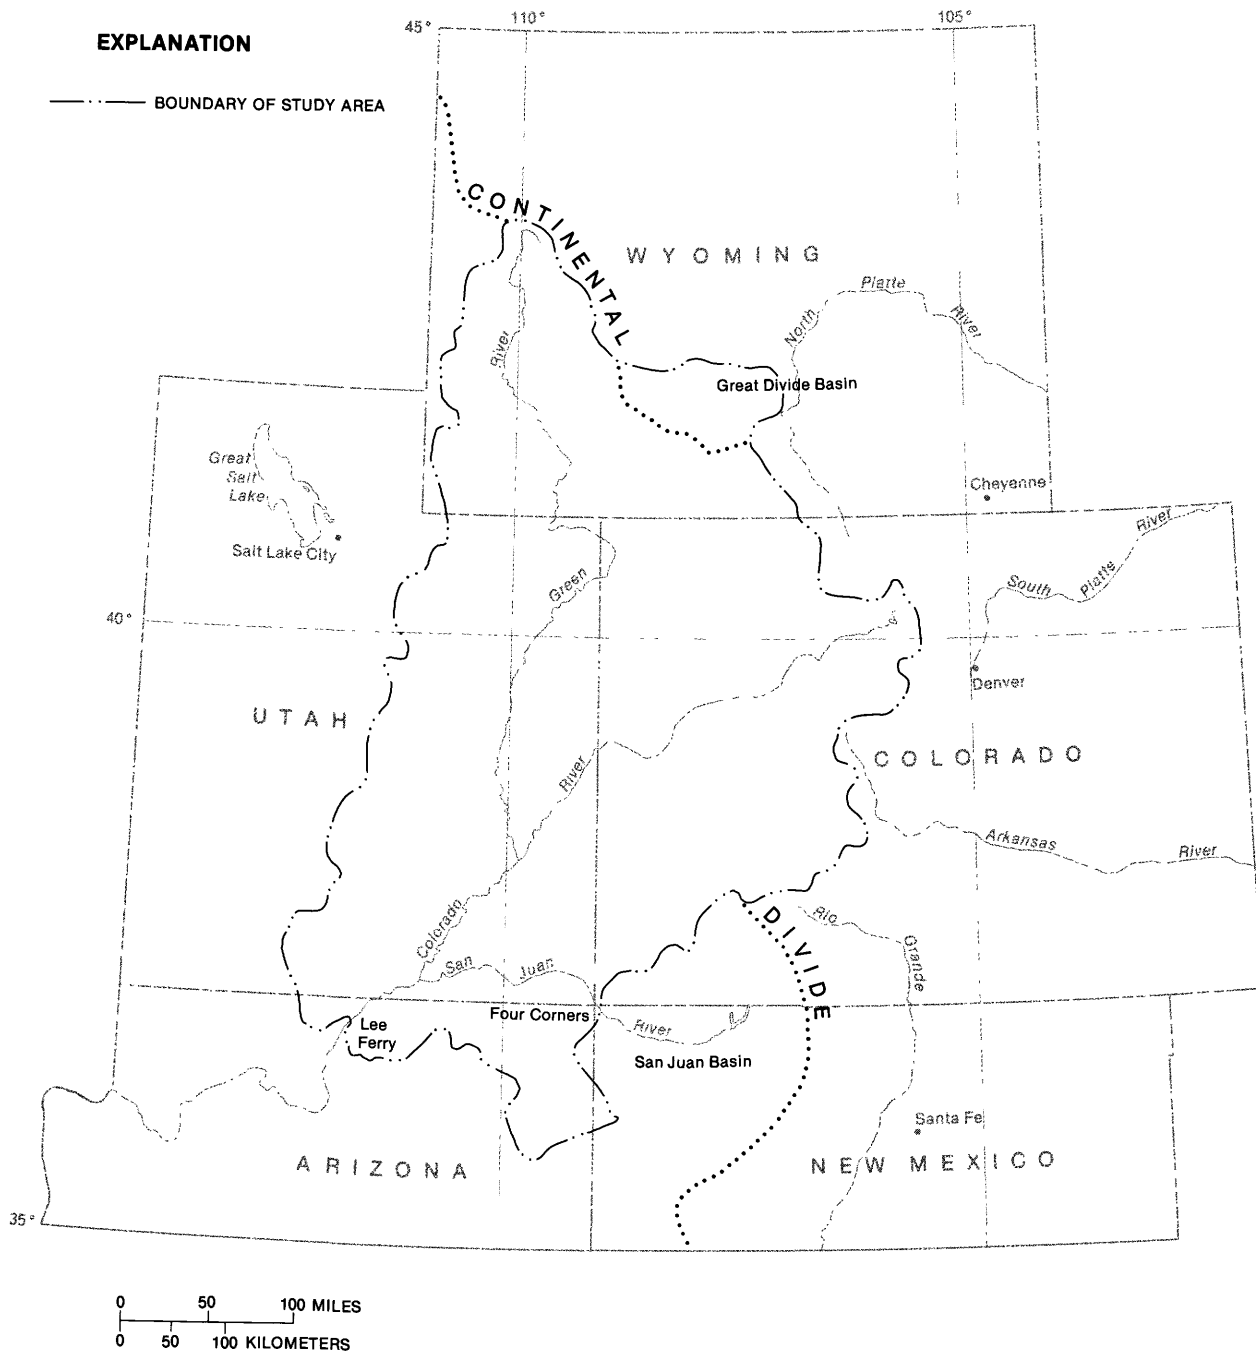 45°
110°
105°
EXPLANATION
BOUNDARY OF STUDY AREA
CONTINENTAL
WYOMING
Platte
North
River
River
Great Divide Basin
Great
Salt
Lake
Cheyenne
Salt Lake City
River
Green
South
Platte
40°
Denver
UTAH
COLORADO
River
Arkansas
River
Colorado
DIVIDE
Rio
Grande
San
Juan
Four Corners
Lee
Ferry
River
San Juan Basin
Santa Fe
ARIZONA
NEW MEXICO
35°
0 50 100 MILES
0 50 100 KILOMETERS